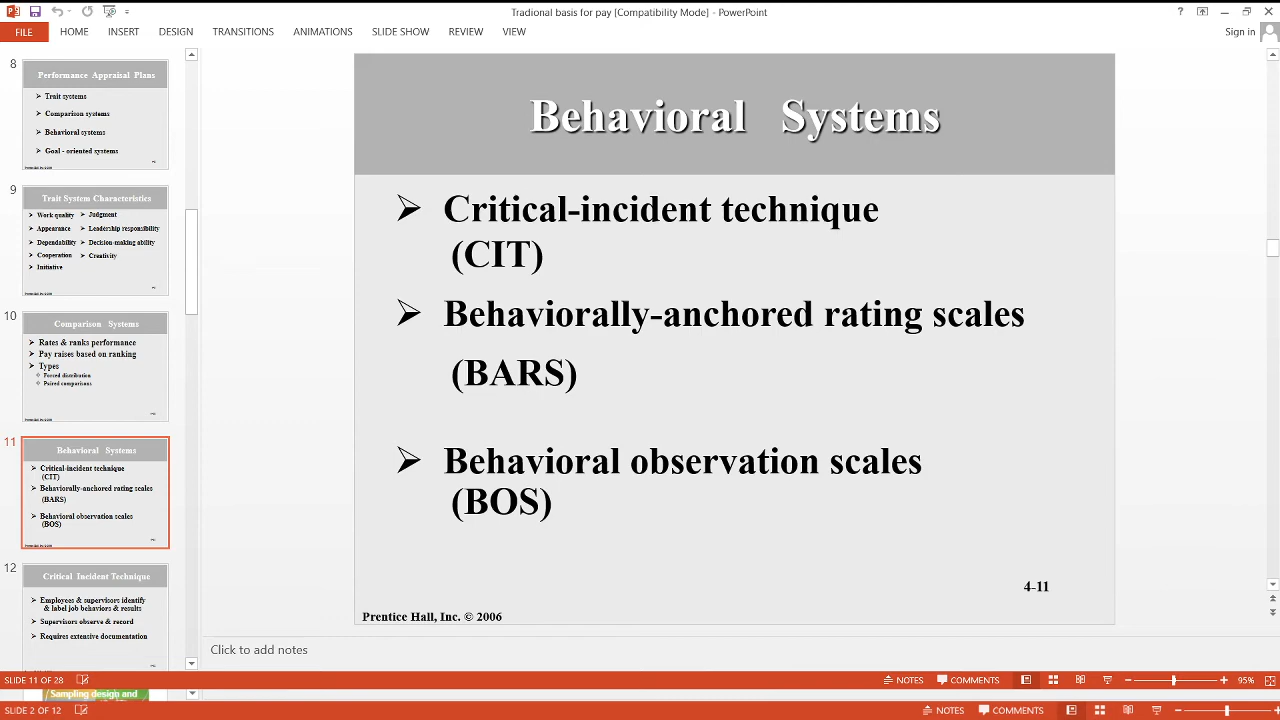 Tradional basis for pay [Compatibility Mode] - PowerPoint
?
FILE HOME INSERT DESIGN TRANSITIONS ANIMATIONS SLIDE SHOW REVIEW VIEW Sign in
8
Performance Appraisal Plans
Trait systems
Comparison systems
Behavioral systems
Goal - oriented systems
9
Trait System Characteristics
Work quality Judgment
Appearance Leadership responsibility
Dependability Decision-making ability
Cooperation Creativity
Initiative
10
Comparison Systems
Rates & ranks performance
Pay raises based on ranking
Types
Forced distribution
Paired comparisons
11
Behavioral Systems
Critical-incident technique
(CIT)
Behaviorally-anchored rating scales
(BARS)
Behavioral observation scales
(BOS)
12
Critical Incident Technique
Employees & supervisors identify
& label job behaviors & results
Supervisors observe & record
Requires extensive documentation
Behavioral Systems
Critical-incident technique
(CIT)
Behaviorally-anchored rating scales
(BARS)
Behavioral observation scales
(BOS)
4-11
Prentice Hall, Inc. © 2006
Click to add notes
SLIDE 11 OF 28 NOTES COMMENTS 95%
Sampling design and
SLIDE 2 OF 12 NOTES COMMENTS